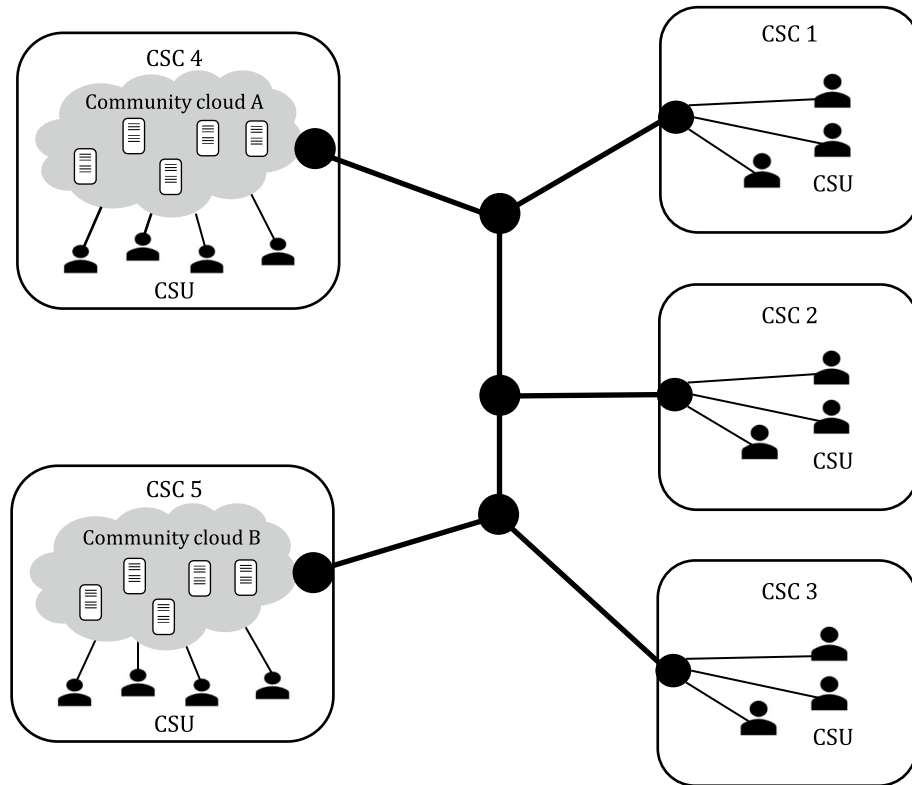 CSC 4
Community cloud A
CSU
CSC 5
Community cloud B
CSU
CSC 1
CSU
CSC 2
CSU
CSC 3
CSU